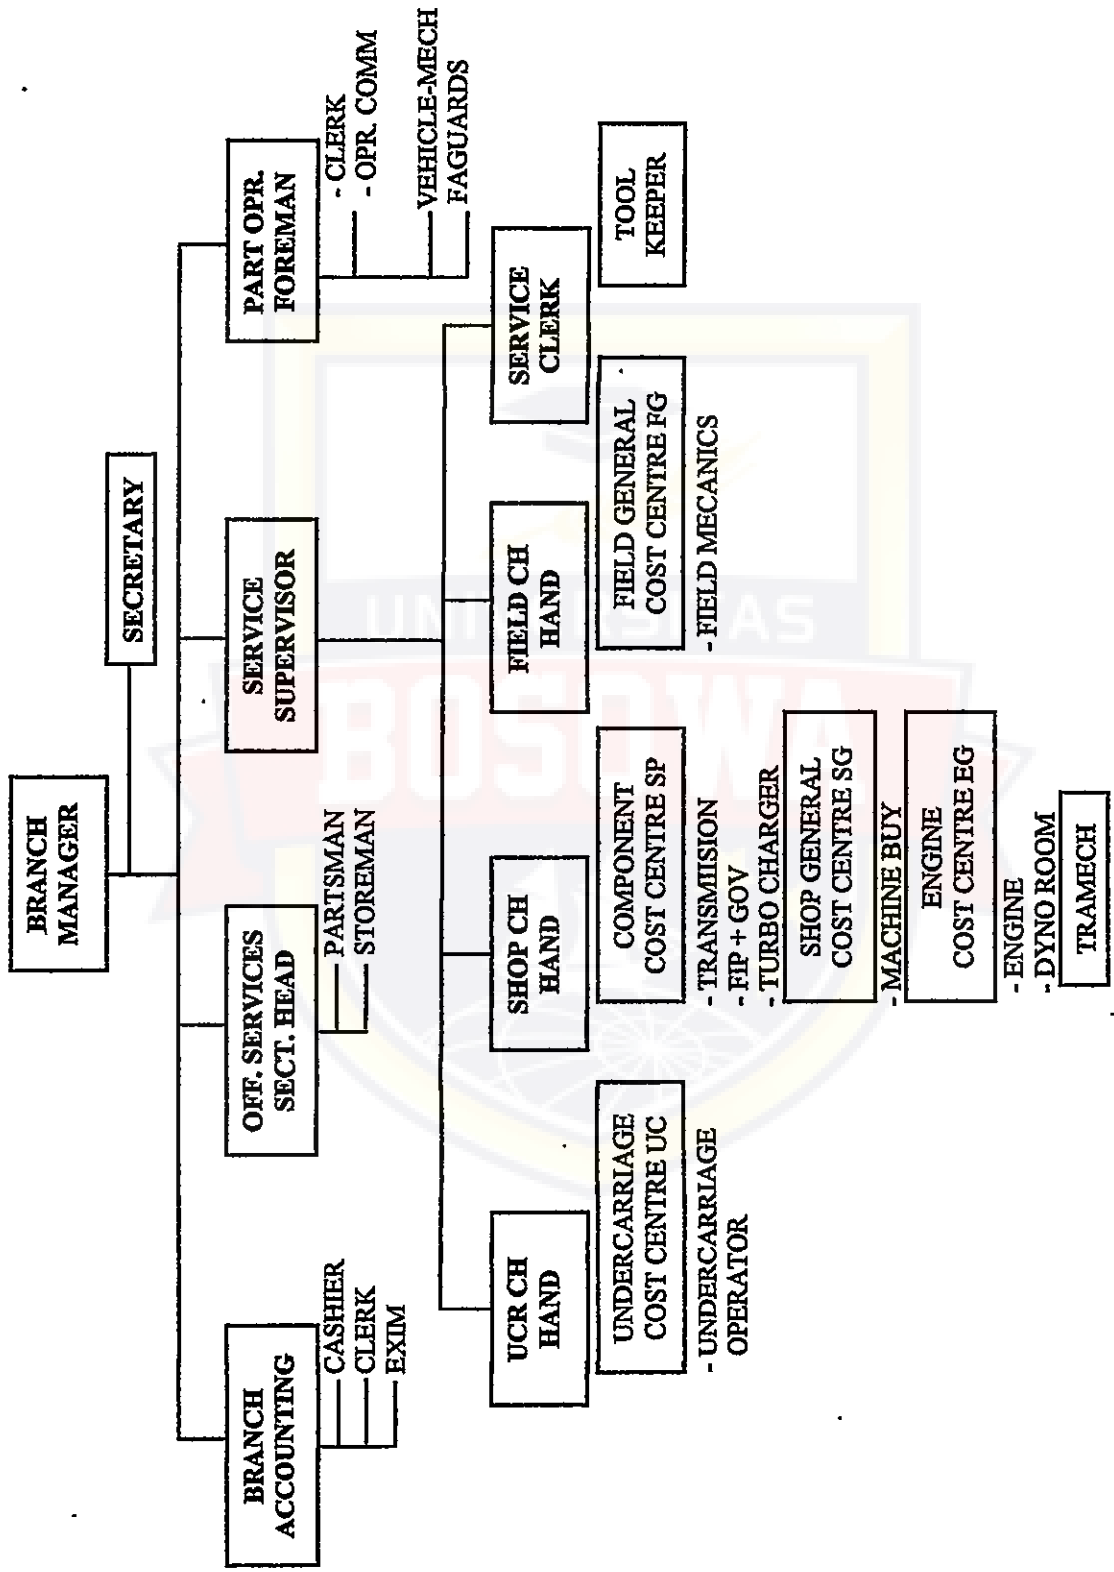 BRANCH
MANAGER
SECRETARY
BRANCH
ACCOUNTING
OFF. SERVICES
SECT. HEAD
SERVICE
SUPERVISOR
PART OPR.
FOREMAN
CASHIER
CLERK
EXIM
PARTSMAN
STOREMAN
- CLERK
- OPR. COMM
VEHICLE-MECH
FAGUARDS
UCR CH
HAND
SHOP CH
HAND
FIELD CH
HAND
SERVICE
CLERK
UNDERCARRIAGE
COST CENTRE UC
- UNDERCARRIAGE
OPERATOR
COMPONENT
COST CENTRE SP
- TRANSMIISION
- FIP + GOV
- TURBO CHARGER
SHOP GENERAL
COST CENTRE SG
- MACHINE BUY
ENGINE
COST CENTRE EG
- ENGINE
- DYNO ROOM
TRAMECH
FIELD GENERAL
COST CENTRE FG
- FIELD MECANICS
TOOL
KEEPER
UNIVERSITAS
BOSOWA